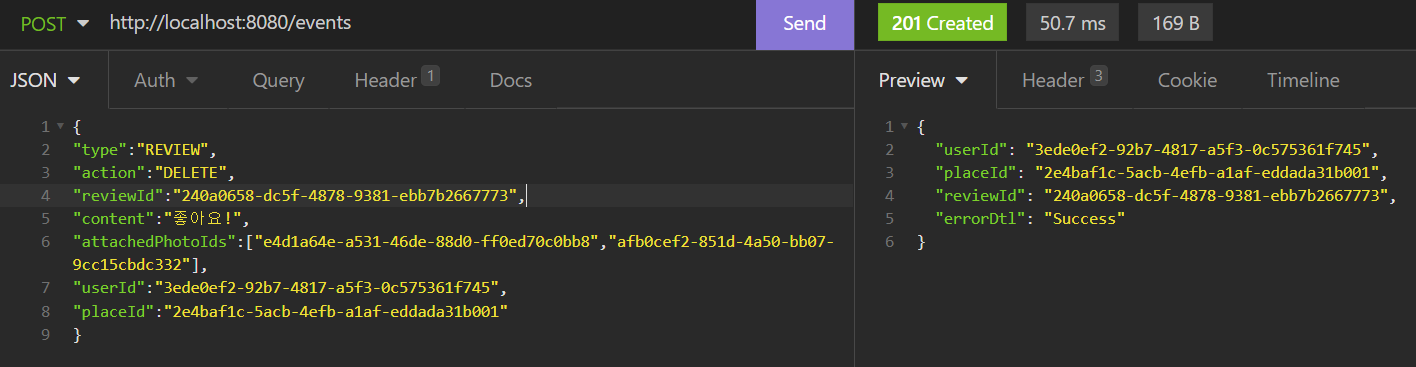 POST http://localhost:8080/events Send 201 Created 50.7 ms 169 B
JSON Auth Query Header 1 Docs
Preview Header 3 Cookie Timeline
1 {
2 "type":"REVIEW",
3 "action":"DELETE",
4 "reviewId":"240a0658-dc5f-4878-9381-ebb7b2667773",
5 "content":"좋아요!",
6 "attachedPhotoIds":["e4d1a64e-a531-46de-88d0-ff0ed70c0bb8","afb0cef2-851d-4a50-bb07-
9cc15cbdc332"],
7 "userId":"3ede0ef2-92b7-4817-a5f3-0c575361f745",
8 "placeId":"2e4baf1c-5acb-4efb-a1af-eddada31b001"
9 }
1 {
2 "userId": "3ede0ef2-92b7-4817-a5f3-0c575361f745",
3 "placeId": "2e4baf1c-5acb-4efb-a1af-eddada31b001",
4 "reviewId": "240a0658-dc5f-4878-9381-ebb7b2667773",
5 "errorDtl": "Success"
6 }